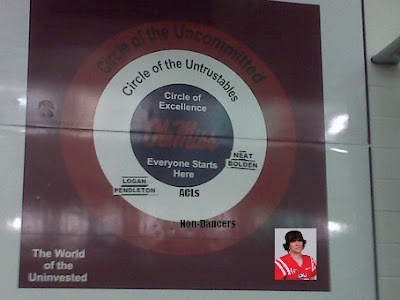 Circle of the Uncommitted
Circle of the Untrustables
Circle of
Excellence
Ole Miss
Everyone Starts
Here
NEAT
BOLDEN
LOGAN
PENDLETON
ACLs
Non-Dancers
The World
of the
Uninvested